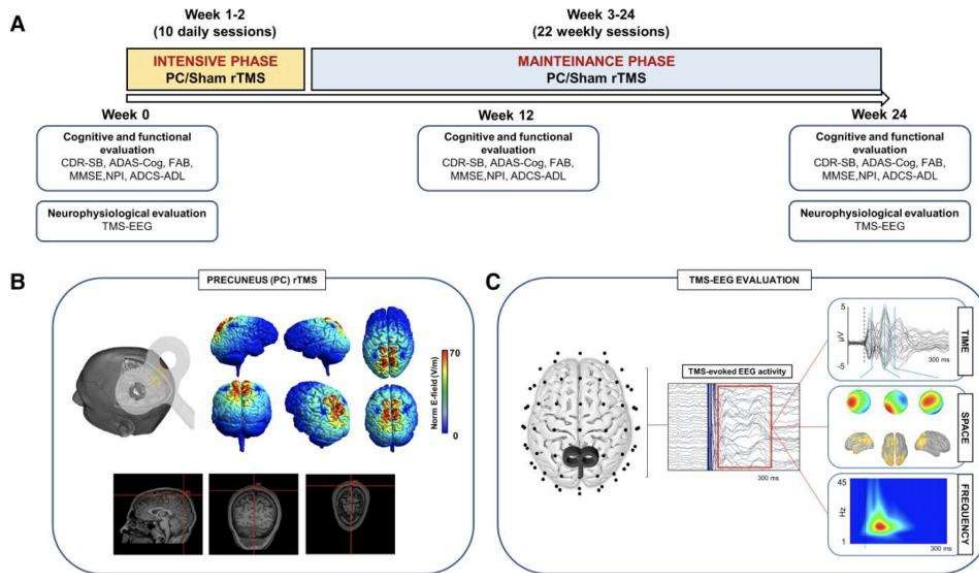 A
Week 1-2
(10 daily sessions)
Week 3-24
(22 weekly sessions)
INTENSIVE PHASE
PC/Sham rTMS
MAINTEINANCE PHASE
PC/Sham rTMS
Week 0
Week 12
Week 24
Cognitive and functional
evaluation
CDR-SB, ADAS-Cog, FAB,
MMSE,NPI, ADCS-ADL
Cognitive and functional
evaluation
CDR-SB, ADAS-Cog, FAB,
MMSE,NPI, ADCS-ADL
Cognitive and functional
evaluation
CDR-SB, ADAS-Cog, FAB,
MMSE,NPI, ADCS-ADL
Neurophysiological evaluation
TMS-EEG
Neurophysiological evaluation
TMS-EEG
B
PRECUNEUS (PC) rTMS
70
Norm E-field (V/m)
0
C
TMS-EEG EVALUATION
TMS-evoked EEG activity
300 ms
5
μV
-5
300 ms
TIME
SPACE
45
Hz
1
300 ms
FREQUENCY